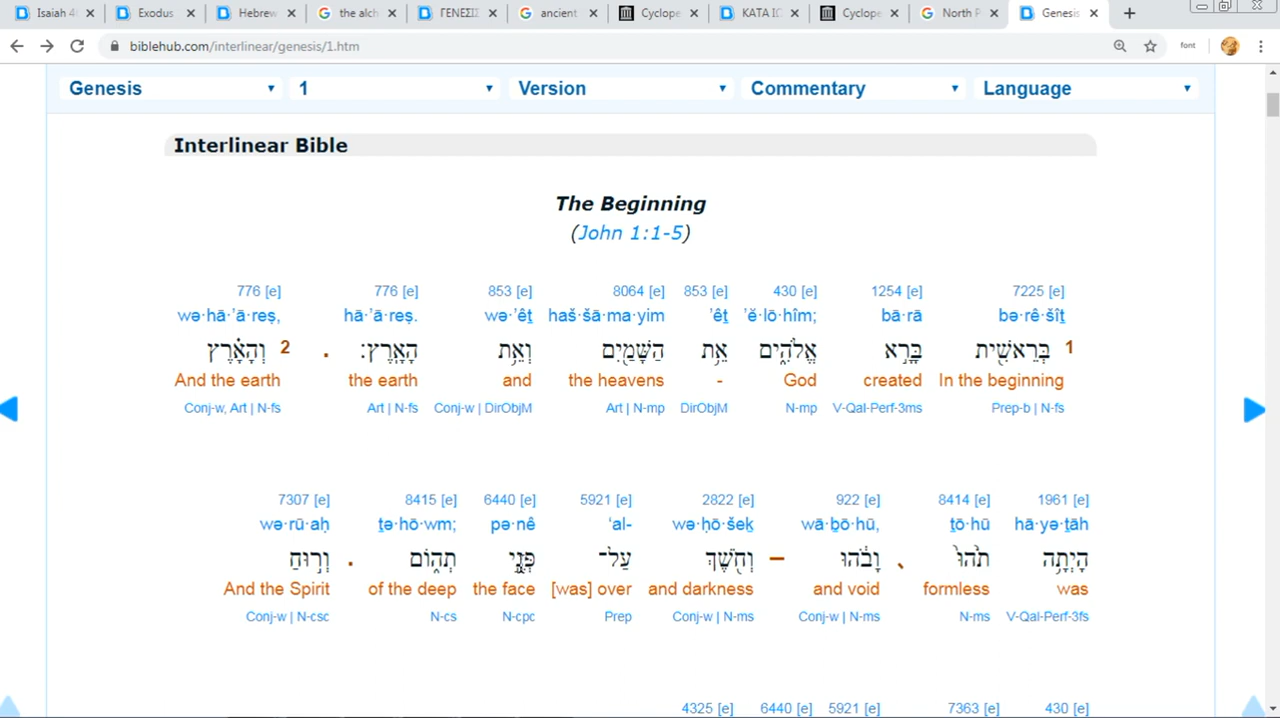 Isaiah 4
Exodus
Hebrew
the alch
ΓΕΝΕΣΙΣ
ancient
Cyclope
ΚΑΤΑ ΙΩ
Cyclope
North P
Genesis
biblehub.com/interlinear/genesis/1.htm
font
Genesis 1 Version Commentary Language
Interlinear Bible
The Beginning
(John 1:1-5)
776 [e] 776 [e] 853 [e] 8064 [e] 853 [e] 430 [e] 1254 [e] 7225 [e]
wə·hā·’ā·reṣ, hā·’ā·reṣ. wə·’êṯ haš·šā·ma·yim ’êṯ ’ĕ·lō·hîm; bā·rā bə·rê·šîṯ
1 בְּרֵאשִׁ֖ית בָּרָ֣א אֱלֹהִ֑ים אֵ֥ת הַשָּׁמַ֖יִם וְאֵ֥ת הָאָֽרֶץ׃ . 2 וְהָאָ֗רֶץ
And the earth the earth and the heavens - God created In the beginning
Conj-w, Art | N-fs Art | N-fs Conj-w | DirObjM Art | N-mp DirObjM N-mp V-Qal-Perf-3ms Prep-b | N-fs
7307 [e] 8415 [e] 6440 [e] 5921 [e] 2822 [e] 922 [e] 8414 [e] 1961 [e]
wə·rū·aḥ ṯə·hō·wm; pə·nê ‘al- wə·ḥō·šeḵ wā·ḇō·hū, ṯō·hū hā·yə·ṯāh
הָיְתָ֥ה תֹ֙הוּ֙ 、 וָבֹ֔הוּ – וְחֹ֖שֶׁךְ עַל־ פְּנֵ֣י תְה֑וֹם . וְר֣וּחַ
And the Spirit of the deep the face [was] over and darkness and void formless was
Conj-w | N-csc N-cs N-cpc Prep Conj-w | N-ms Conj-w | N-ms N-ms V-Qal-Perf-3fs
4325 [e] 6440 [e] 5921 [e] 7363 [e] 430 [e]